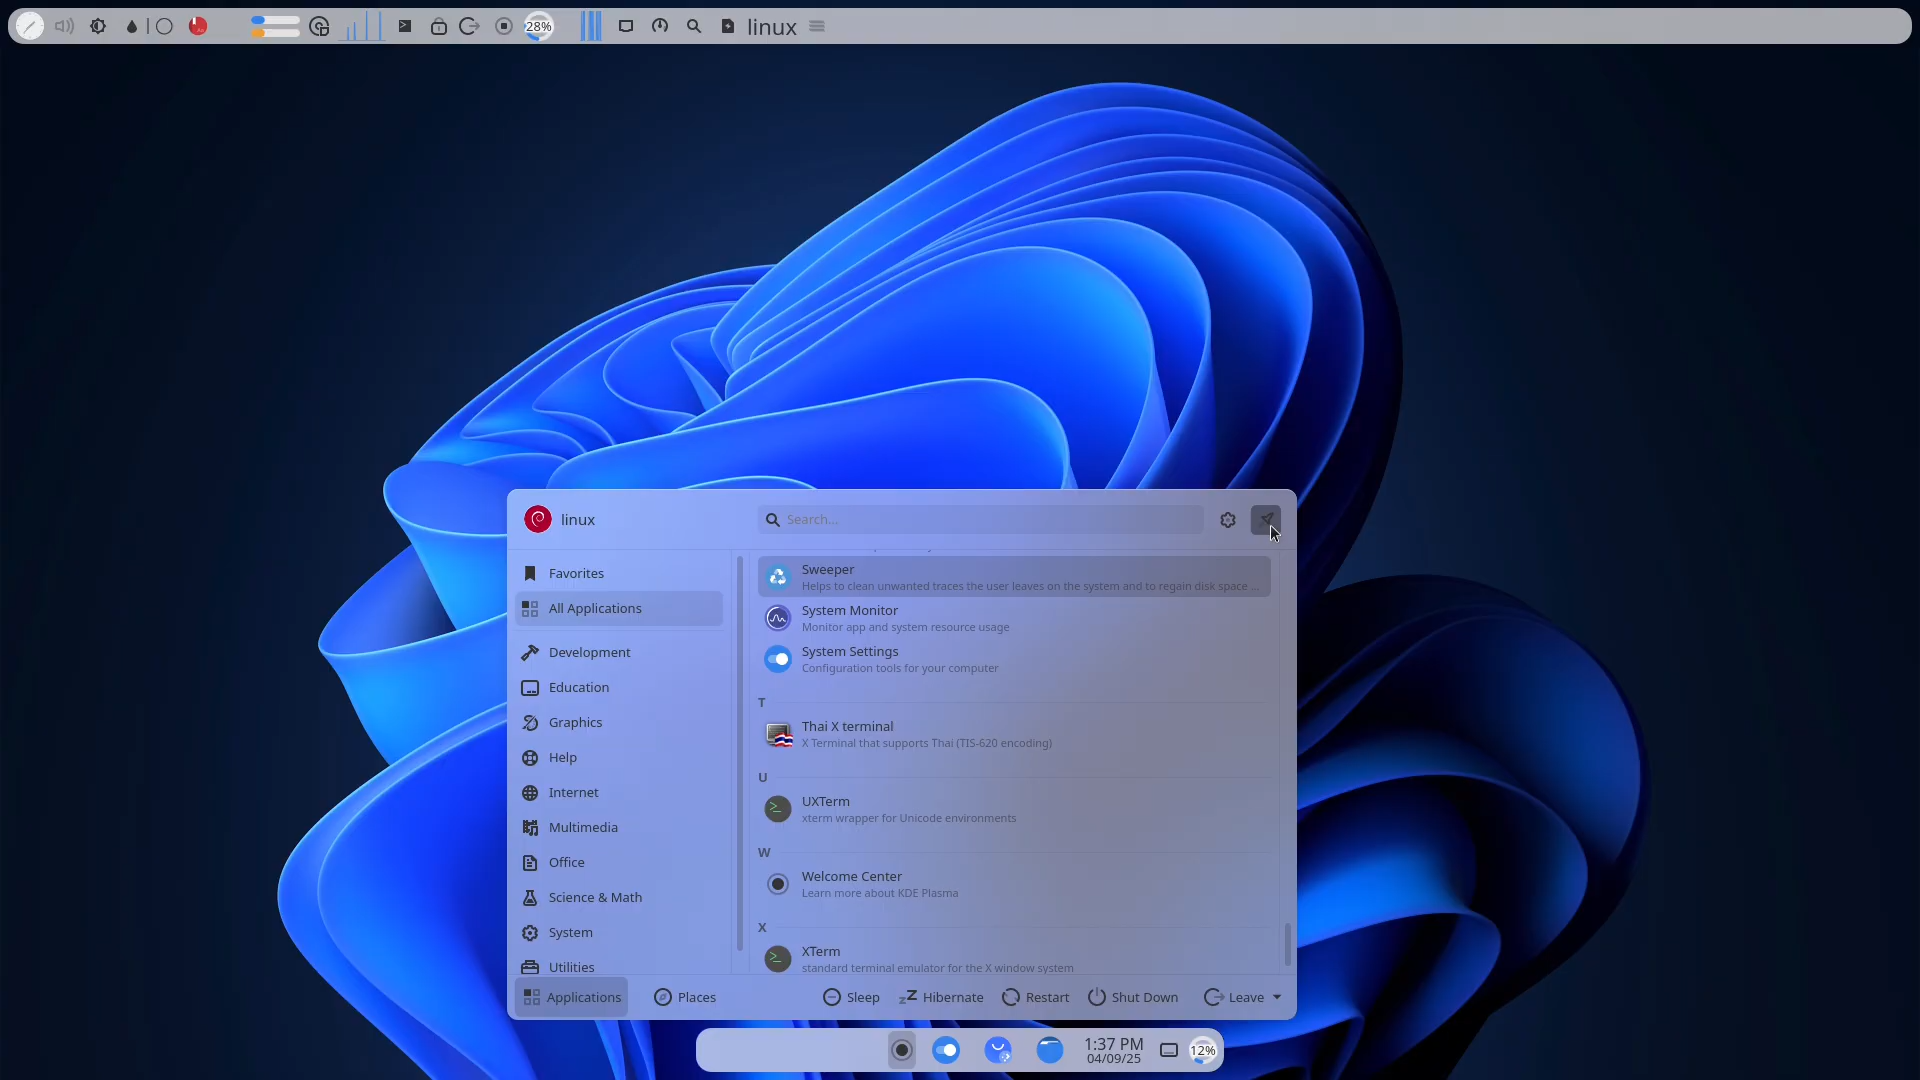 28%
linux
linux
Search...
Favorites
All Applications
Development
Education
Graphics
Help
Internet
Multimedia
Office
Science & Math
System
Utilities
Sweeper
Helps to clean unwanted traces the user leaves on the system and to regain disk space ...
System Monitor
Monitor app and system resource usage
System Settings
Configuration tools for your computer
T
Thai X terminal
X Terminal that supports Thai (TIS-620 encoding)
U
UXTerm
xterm wrapper for Unicode environments
W
Welcome Center
Learn more about KDE Plasma
X
XTerm
standard terminal emulator for the X window system
Applications
Places
Sleep
Hibernate
Restart
Shut Down
Leave
1:37 PM
04/09/25
12%